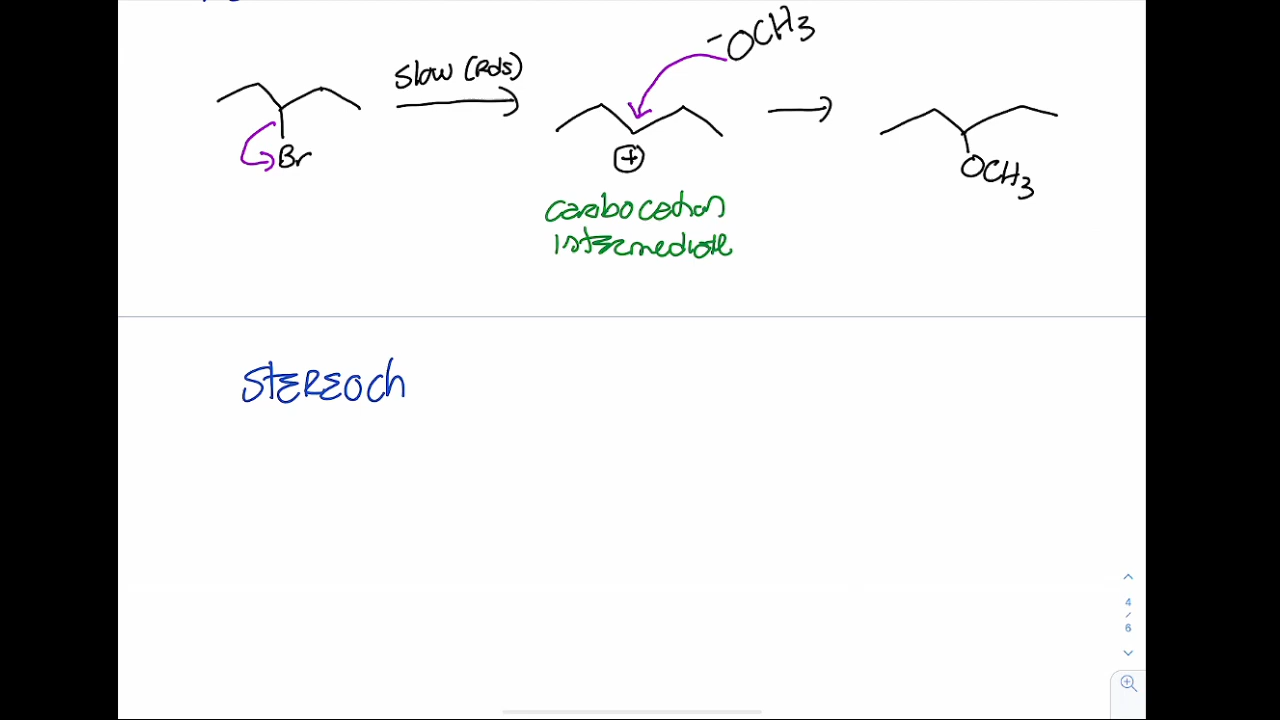 -OCH3
Slow (RDS)
Br
+
OCH3
carbocation
intermediate
STEREOCh
4
/
6